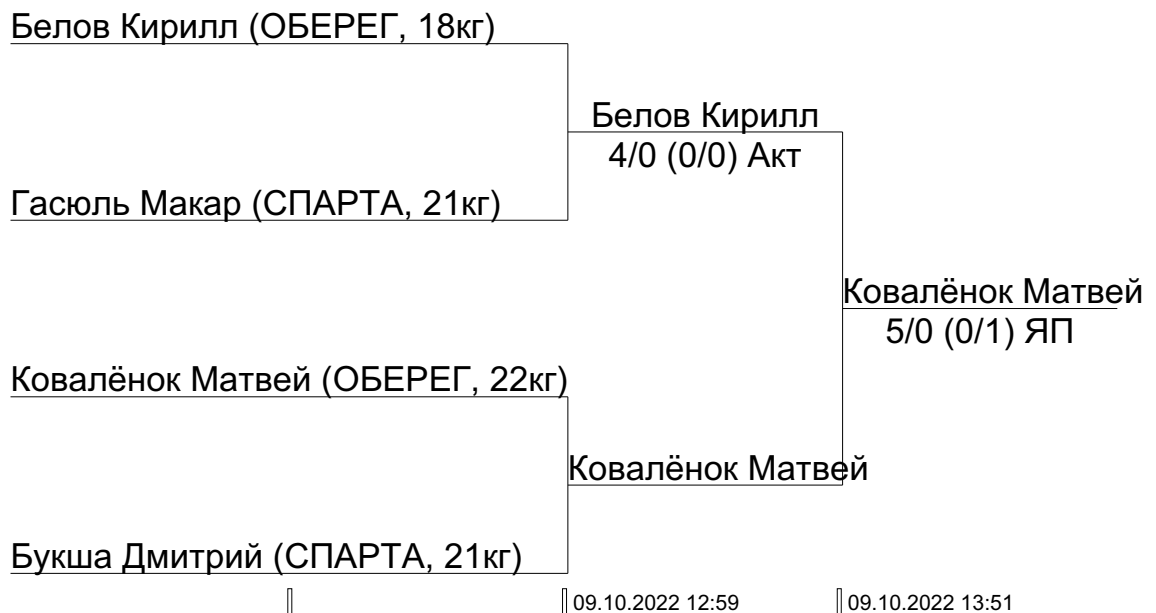 Белов Кирилл (ОБЕРЕГ, 18кг)
Белов Кирилл
4/0 (0/0) Акт
Гасюль Макар (СПАРТА, 21кг)
Ковалёнок Матвей
5/0 (0/1) ЯП
Ковалёнок Матвей (ОБЕРЕГ, 22кг)
Ковалёнок Матвей
Букша Дмитрий (СПАРТА, 21кг)
09.10.2022 12:59
09.10.2022 13:51